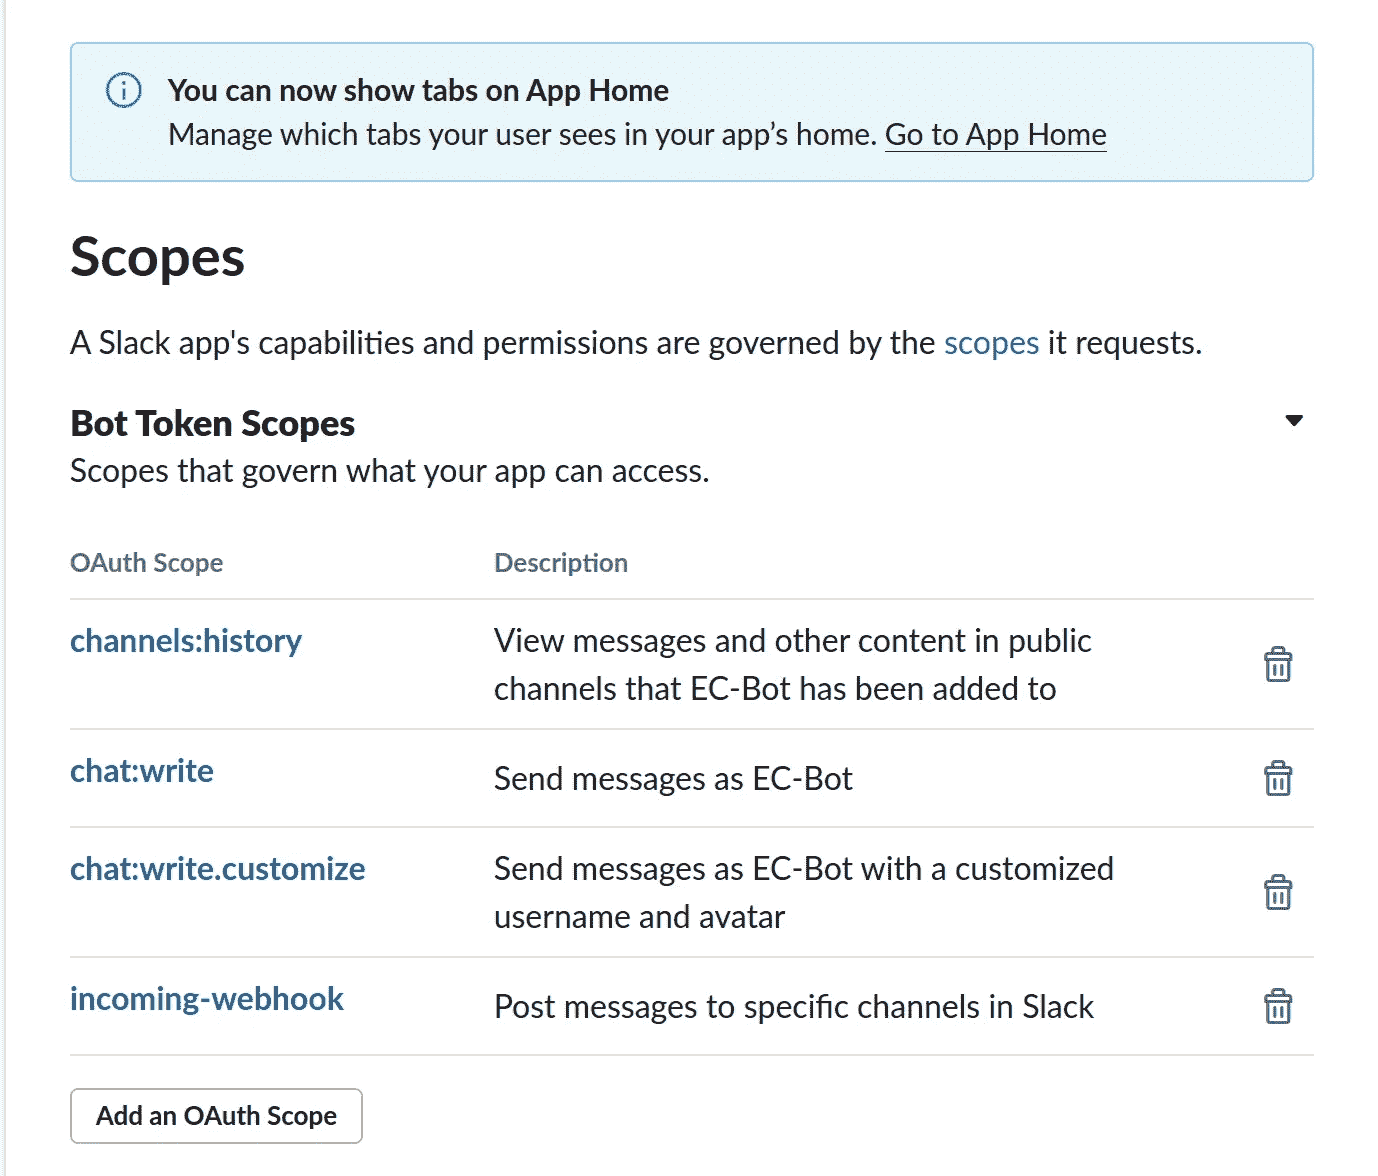 You can now show tabs on App Home
Manage which tabs your user sees in your app’s home. Go to App Home
Scopes
A Slack app's capabilities and permissions are governed by the scopes it requests.
Bot Token Scopes
Scopes that govern what your app can access.
OAuth Scope Description
channels:history View messages and other content in public
channels that EC-Bot has been added to
chat:write Send messages as EC-Bot
chat:write.customize Send messages as EC-Bot with a customized
username and avatar
incoming-webhook Post messages to specific channels in Slack
Add an OAuth Scope